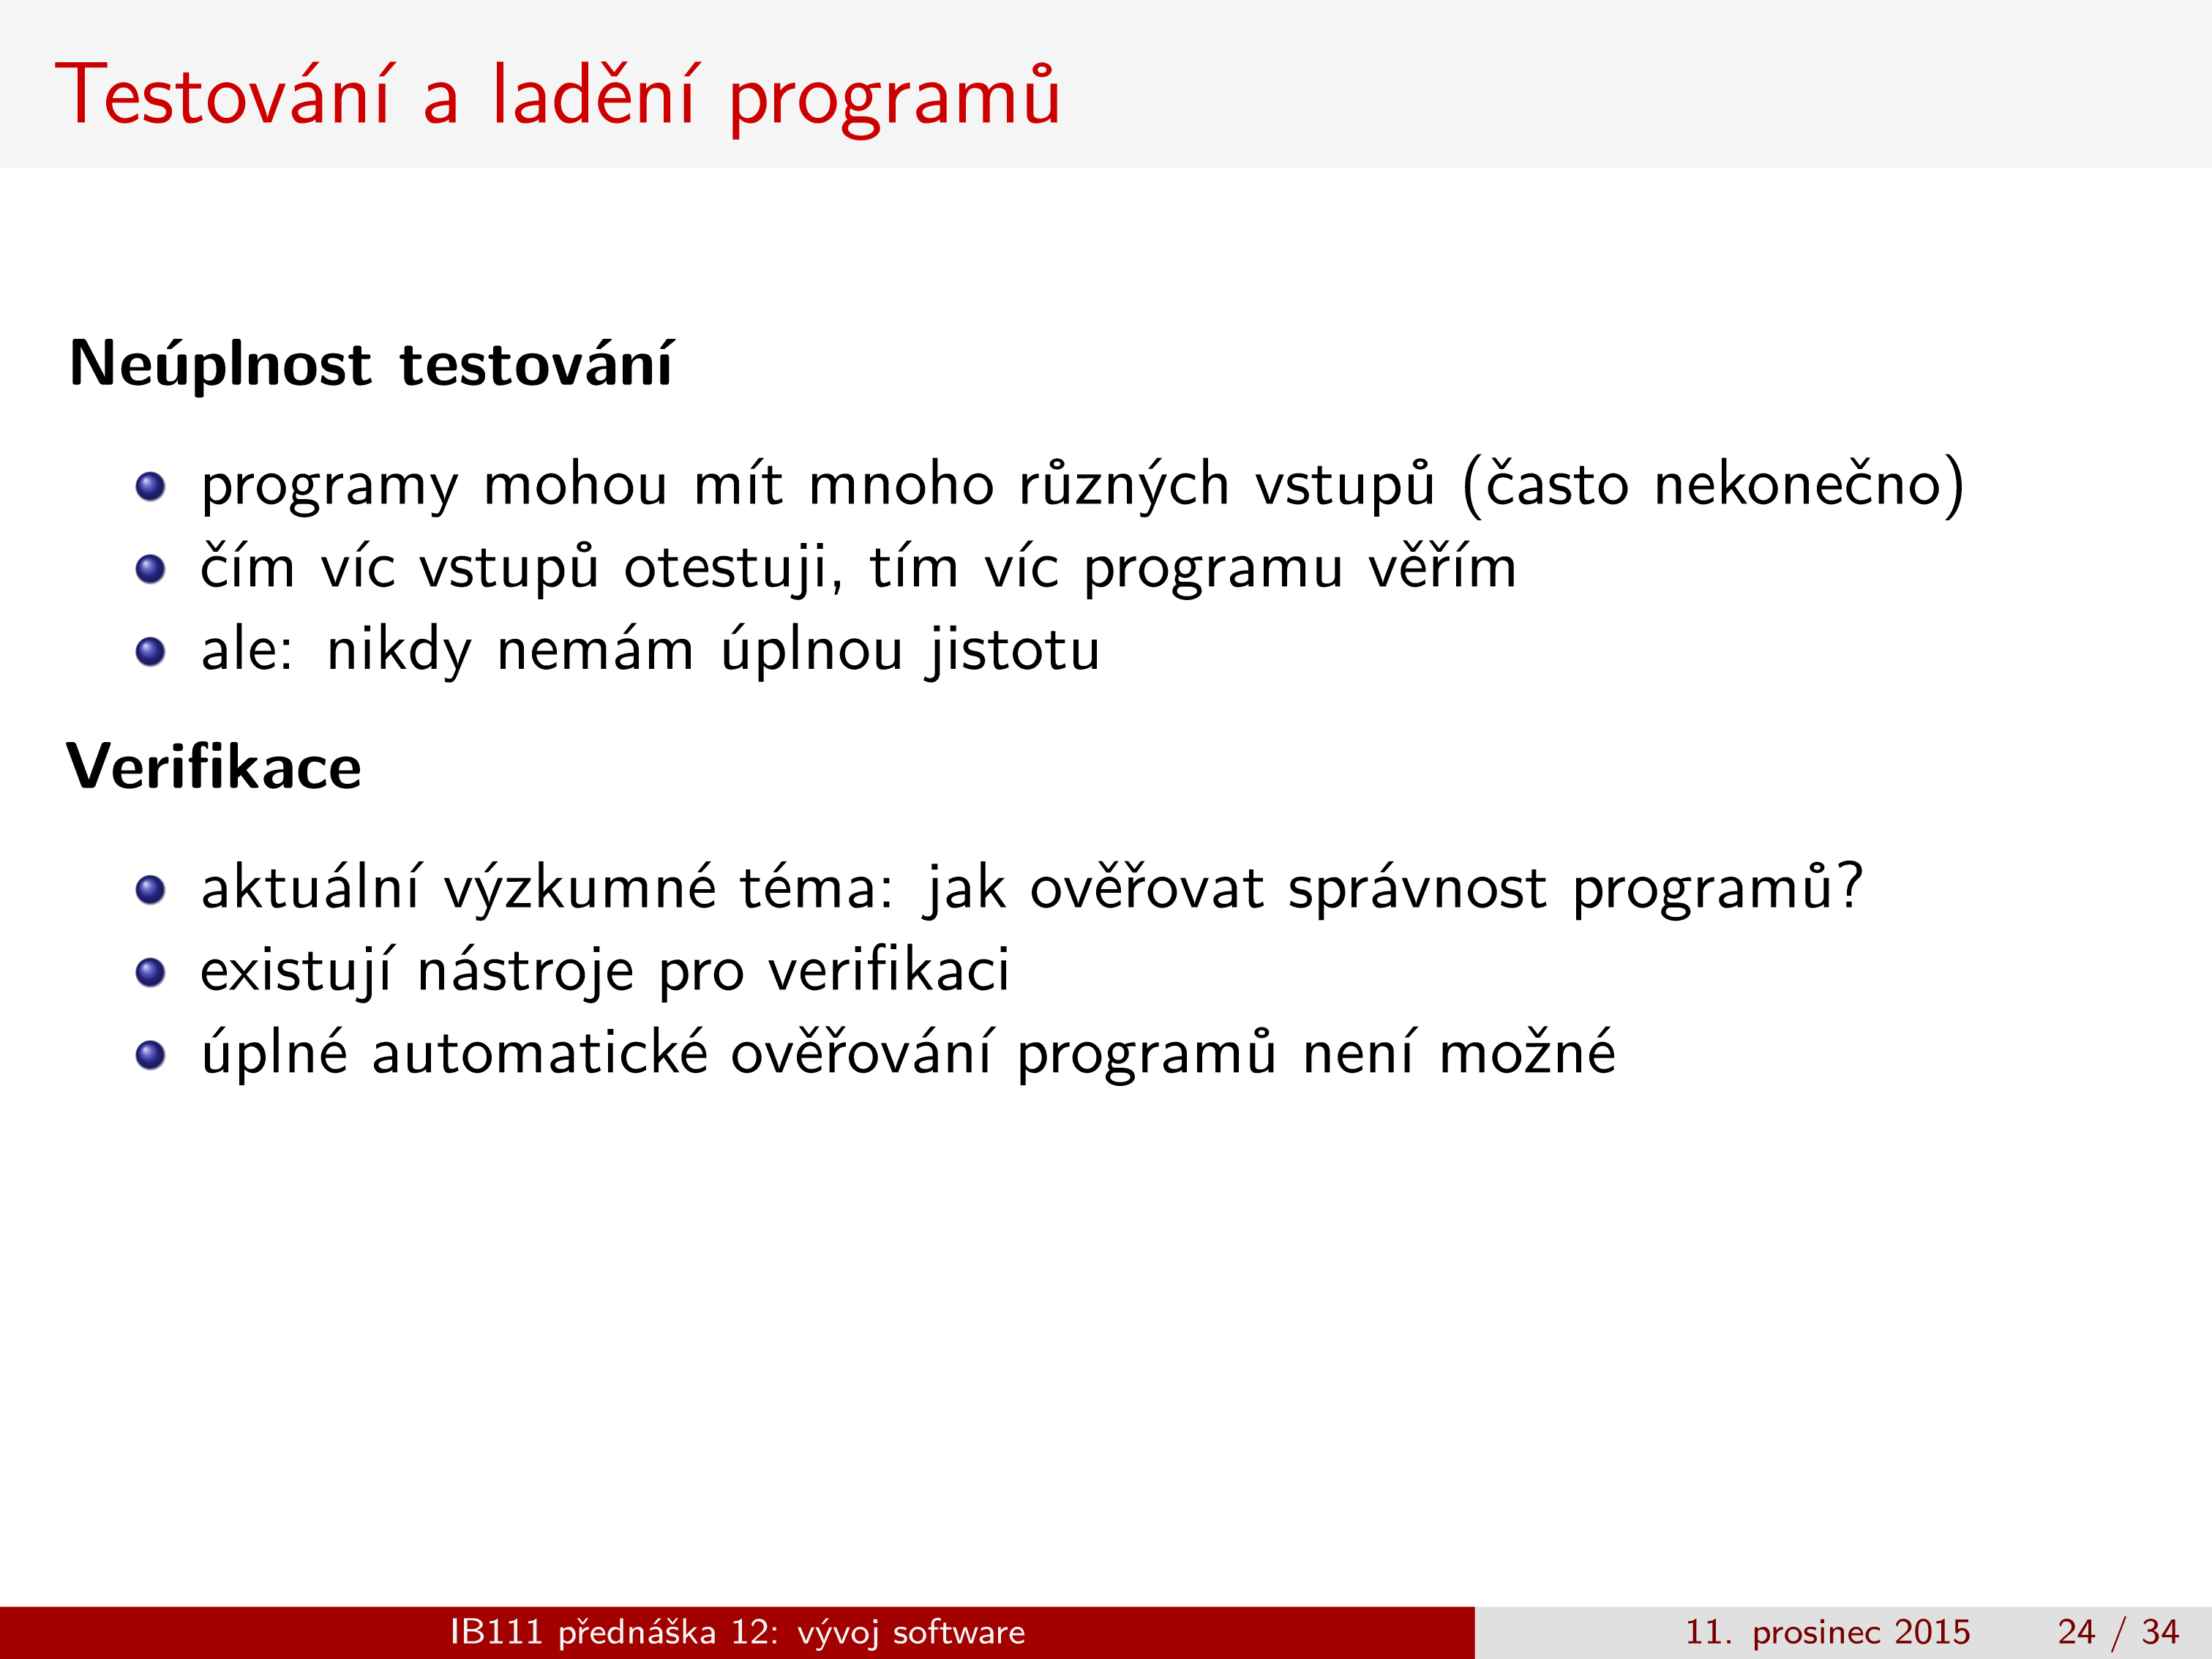 Testování a ladění programů
Neúplnost testování
programy mohou mít mnoho různých vstupů (často nekonečno)
čím víc vstupů otestuji, tím víc programu věřím
ale: nikdy nemám úplnou jistotu
Verifikace
aktuální výzkumné téma: jak ověřovat správnost programů?
existují nástroje pro verifikaci
úplné automatické ověřování programů není možné
IB111 přednáška 12: vývoj software
11. prosinec 2015
24 / 34